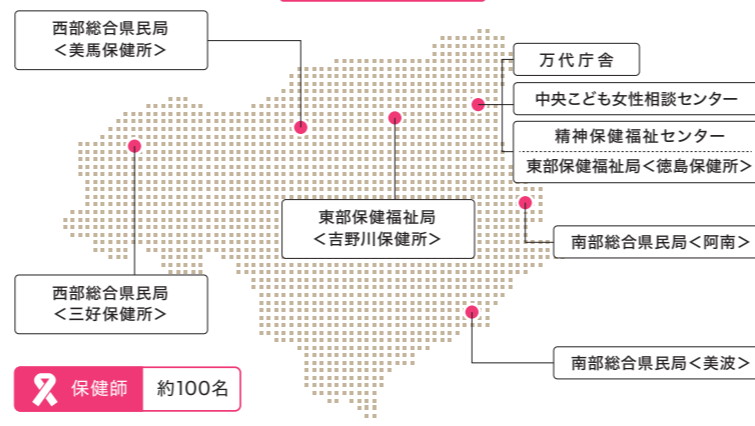 西部総合県民局
＜美馬保健所＞
万代庁舎
中央こども女性相談センター
精神保健福祉センター
東部保健福祉局＜徳島保健所＞
東部保健福祉局
＜吉野川保健所＞
南部総合県民局＜阿南＞
西部総合県民局
＜三好保健所＞
南部総合県民局＜美波＞
保健師 約100名